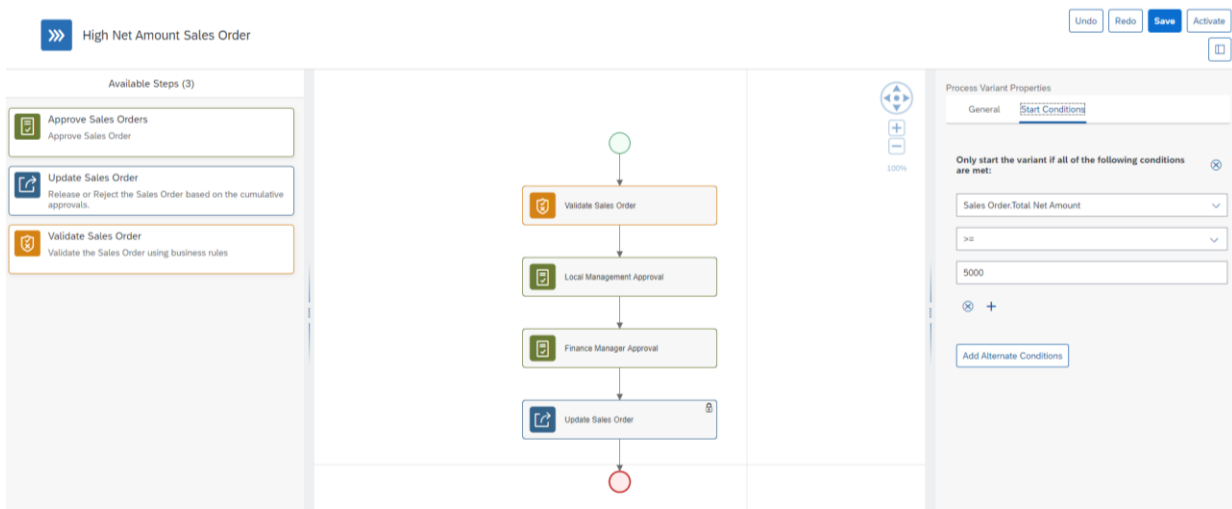 High Net Amount Sales Order
Undo Redo Save Activate
Available Steps (3)
Approve Sales Orders
Approve Sales Order
Update Sales Order
Release or Reject the Sales Order based on the cumulative
approvals.
Validate Sales Order
Validate the Sales Order using business rules
Validate Sales Order
Local Management Approval
Finance Manager Approval
Update Sales Order
100%
Process Variant Properties
General Start Conditions
Only start the variant if all of the following conditions
are met:
Sales Order.Total Net Amount
>=
5000
Add Alternate Conditions